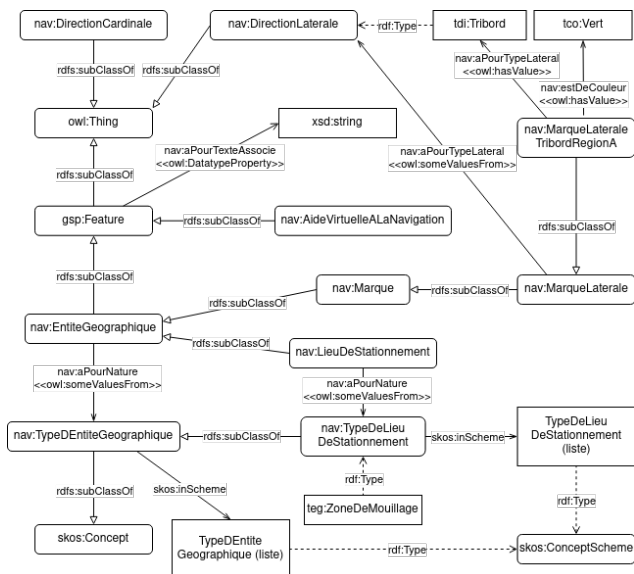 nav:DirectionCardinale
nav:DirectionLaterale
rdf:Type
tdi:Tribord
tco:Vert
rdfs:subClassOf
rdfs:subClassOf
nav:aPourTypeLateral
<<owl:hasValue>>
nav:estDeCouleur
<<owl:hasValue>>
owl:Thing
xsd:string
nav:MarqueLaterale
TribordRegionA
nav:aPourTexteAssocie
<<owl:DatatypeProperty>>
nav:aPourTypeLateral
<<owl:someValuesFrom>>
rdfs:subClassOf
gsp:Feature
rdfs:subClassOf
nav:AideVirtuelleALaNavigation
rdfs:subClassOf
rdfs:subClassOf
nav:Marque
rdfs:subClassOf
nav:MarqueLaterale
rdfs:subClassOf
nav:EntiteGeographique
rdfs:subClassOf
nav:LieuDeStationnement
nav:aPourNature
<<owl:someValuesFrom>>
nav:aPourNature
<<owl:someValuesFrom>>
nav:TypeDEntiteGeographique
rdfs:subClassOf
nav:TypeDeLieu
DeStationnement
skos:inScheme
TypeDeLieu
DeStationnement
(liste)
rdfs:subClassOf
skos:inScheme
rdf:Type
rdf:Type
teg:ZoneDeMouillage
skos:Concept
TypeDEntite
Geographique (liste)
rdf:Type
skos:ConceptScheme